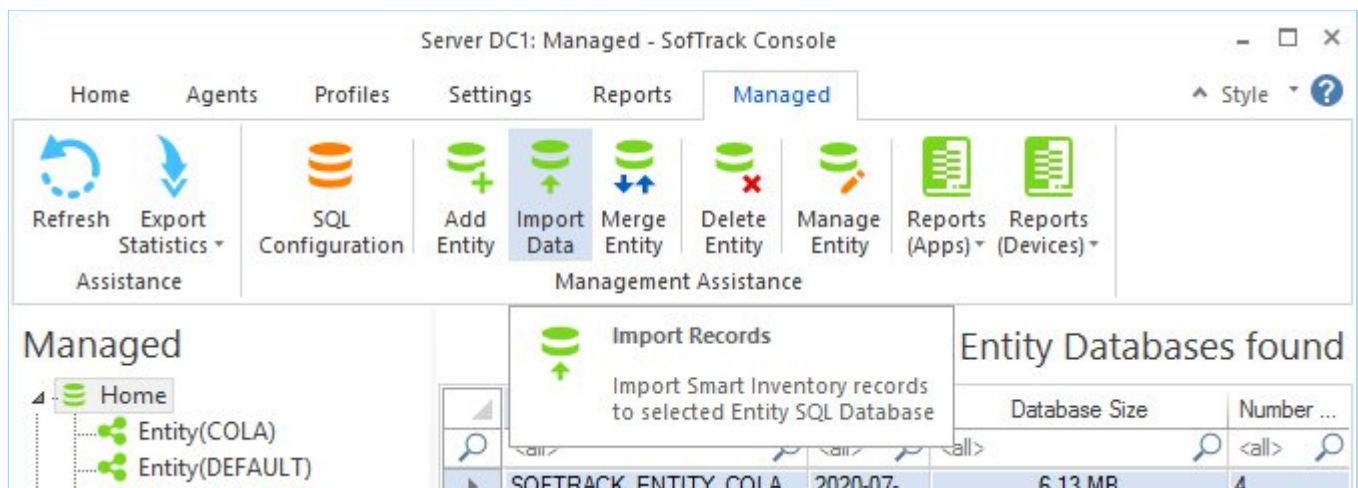 Server DC1: Managed - SofTrack Console
Home Agents Profiles Settings Reports Managed Style ?
Refresh Export Statistics SQL Configuration Add Entity Import Data Merge Entity Delete Entity Manage Entity Reports (Apps) Reports (Devices)
Assistance Management Assistance
Managed Entity Databases found
Import Records
Import Smart Inventory records
to selected Entity SQL Database
Home
Entity(COLA)
Entity(DEFAULT)
Database Size Number ...
<all> <all> <all> <all>
SOFTRACK_ENTITY_COLA 2020-07- 6.13 MB 4